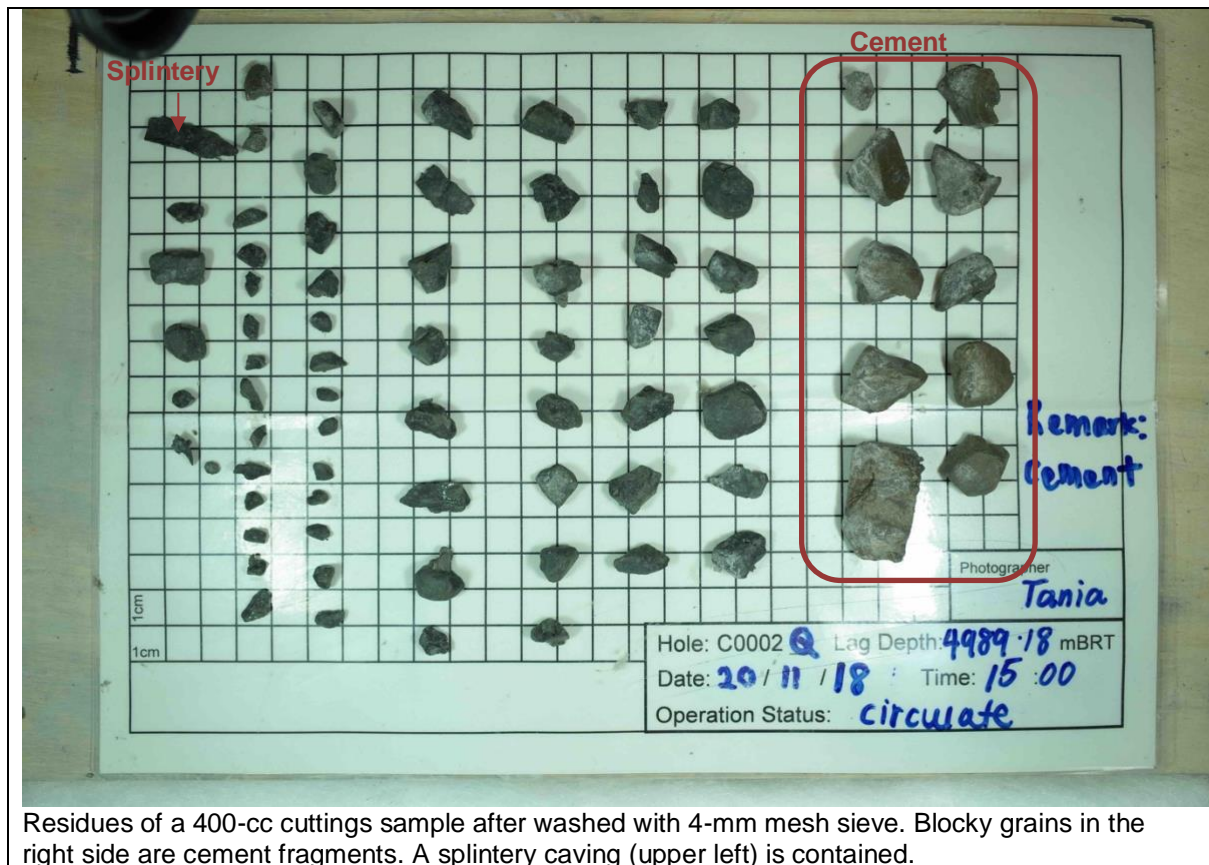 Cement
Splintery
Remark:
Cement
Photographer
Tania
1cm
1cm
Hole: C0002 Q Lag Depth: 4989.18 mBRT
Date: 20 / 11 / 18 Time: 15 :00
Operation Status: circulate
Residues of a 400-cc cuttings sample after washed with 4-mm mesh sieve. Blocky grains in the
right side are cement fragments. A splintery caving (upper left) is contained.